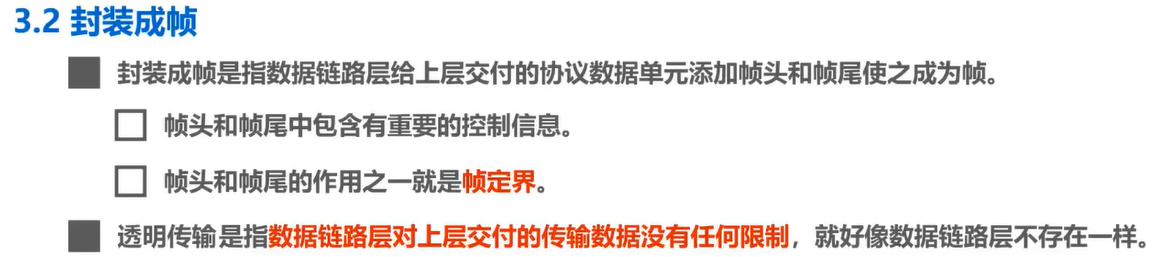 3.2 封装成帧
封装成帧是指数据链路层给上层交付的协议数据单元添加帧头和帧尾使之成为帧。
帧头和帧尾中包含有重要的控制信息。
帧头和帧尾的作用之一就是帧定界。
透明传输是指数据链路层对上层交付的传输数据没有任何限制，就好像数据链路层不存在一样。